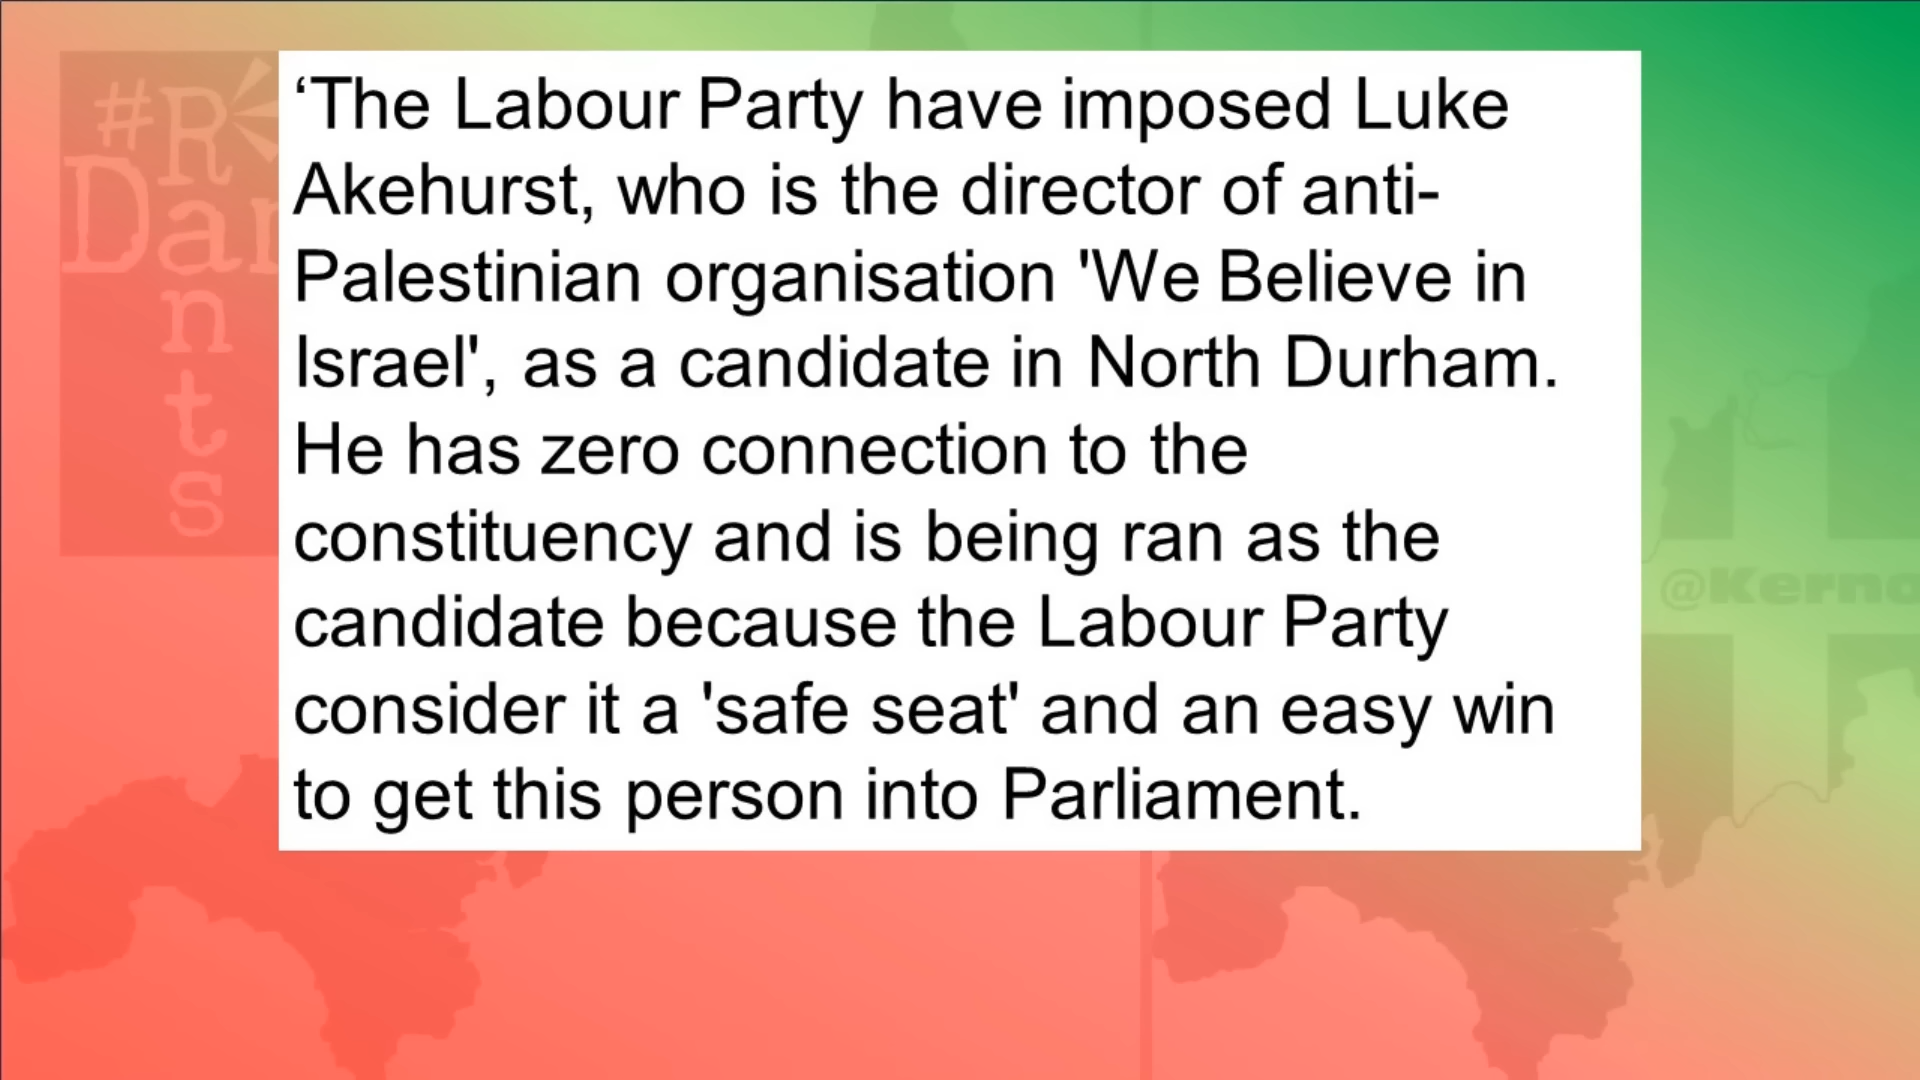 #R
Dan
n
t
s
‘The Labour Party have imposed Luke
Akehurst, who is the director of anti-
Palestinian organisation 'We Believe in
Israel', as a candidate in North Durham.
He has zero connection to the
constituency and is being ran as the
candidate because the Labour Party
consider it a 'safe seat' and an easy win
to get this person into Parliament.
@Kerno